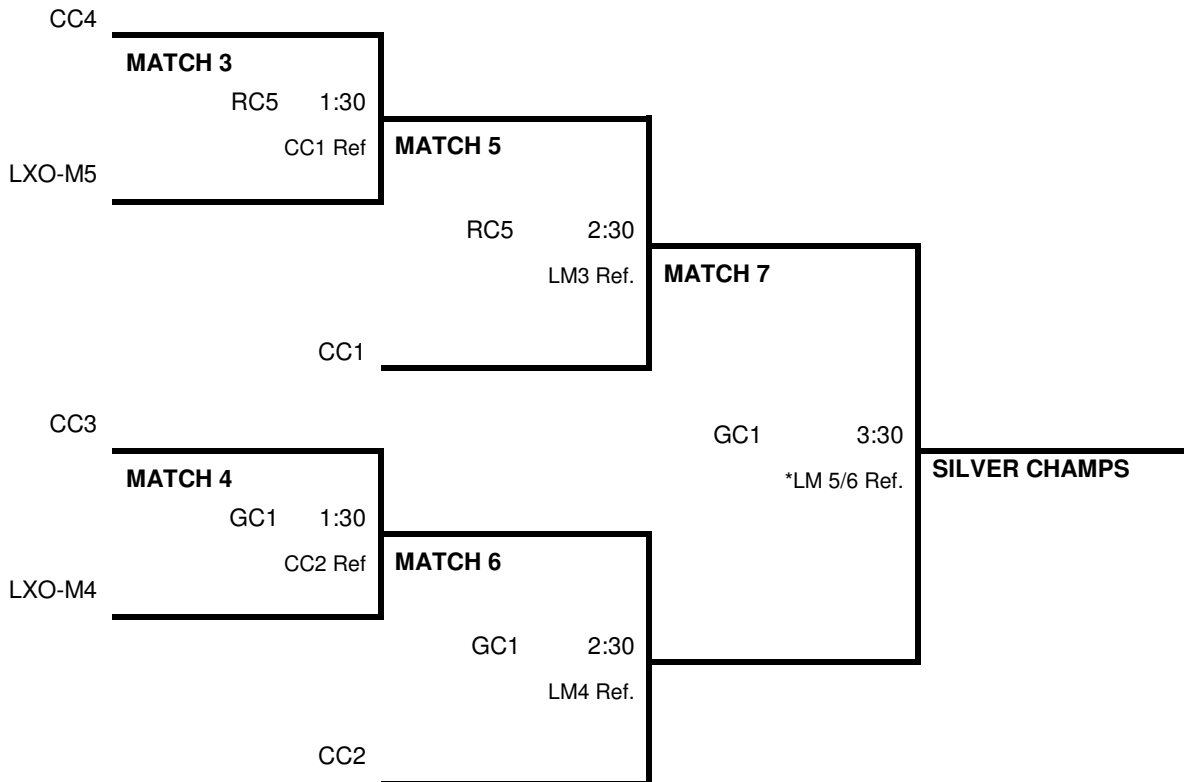 CC4
MATCH 3
RC5 1:30
CC1 Ref
MATCH 5
LXO-M5
RC5 2:30
LM3 Ref.
MATCH 7
CC1
CC3
GC1 3:30
*LM 5/6 Ref.
SILVER CHAMPS
MATCH 4
GC1 1:30
CC2 Ref
MATCH 6
LXO-M4
GC1 2:30
LM4 Ref.
CC2